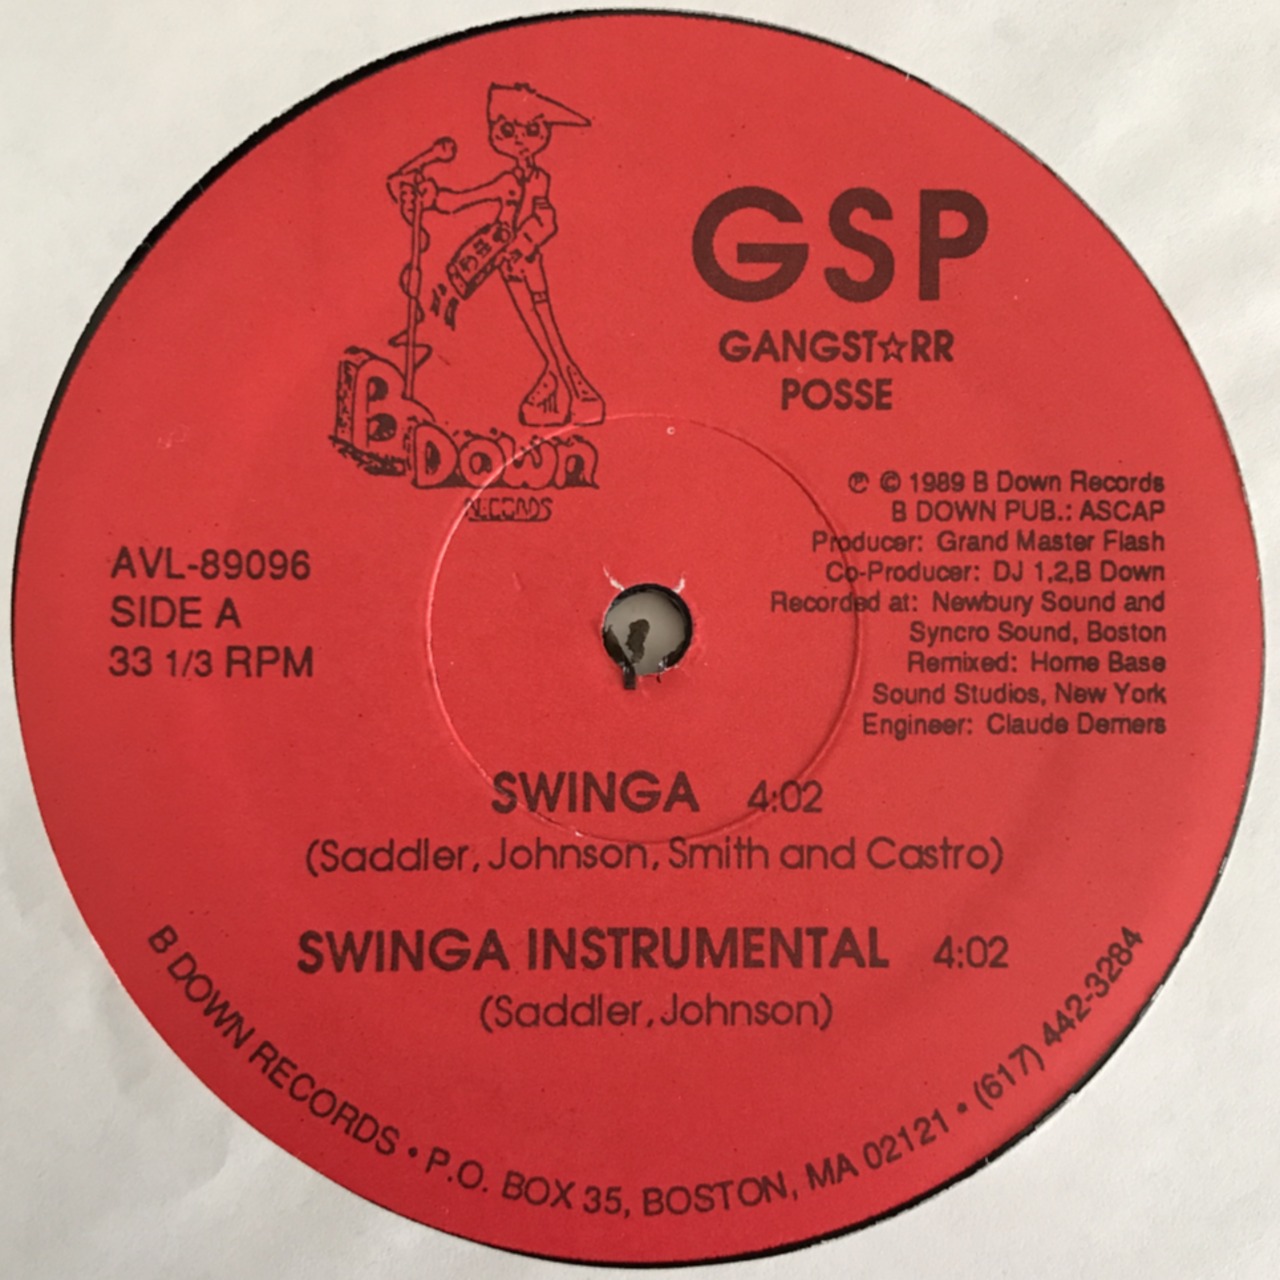 B
Down
RECORDS
GSP
GANGST☆RR
POSSE
℗ © 1989 B Down Records
B DOWN PUB.: ASCAP
Producer: Grand Master Flash
Co-Producer: DJ 1,2,B Down
Recorded at: Newbury Sound and
Syncro Sound, Boston
Remixed: Home Base
Sound Studios, New York
Engineer: Claude Demers
AVL-89096
SIDE A
33 1/3 RPM
SWINGA 4:02
(Saddler, Johnson, Smith and Castro)
SWINGA INSTRUMENTAL 4:02
(Saddler, Johnson)
B DOWN RECORDS • P.O. BOX 35, BOSTON, MA 02121 • (617) 442-3284